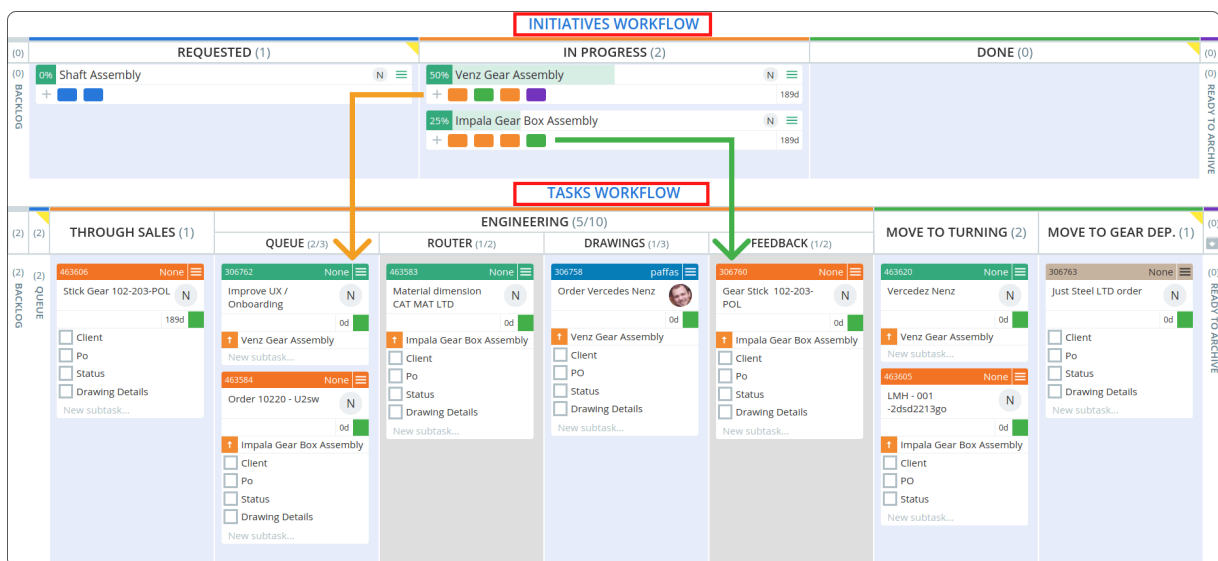 INITIATIVES WORKFLOW
(0)
REQUESTED (1)
IN PROGRESS (2)
DONE (0)
(0)
(0) BACKLOG
0% Shaft Assembly
N
50% Venz Gear Assembly
N
+
+
189d
25% Impala Gear Box Assembly
N
+
189d
(0) READY TO ARCHIVE
TASKS WORKFLOW
(2)
(2)
THROUGH SALES (1)
ENGINEERING (5/10)
QUEUE (2/3)
ROUTER (1/2)
DRAWINGS (1/3)
FEEDBACK (1/2)
MOVE TO TURNING (2)
MOVE TO GEAR DEP. (1)
(0)
(2) BACKLOG
(2) QUEUE
463606 None
Stick Gear 102-203-POL
N
189d
Client
Po
Status
Drawing Details
New subtask...
306762 None
Improve UX /
Onboarding
N
0d
↑ Venz Gear Assembly
New subtask...
463584 None
Order 10220 - U2sw
N
0d
↑ Impala Gear Box Assembly
Client
Po
Status
Drawing Details
New subtask...
463583 None
Material dimension
CAT MAT LTD
N
0d
↑ Impala Gear Box Assembly
Client
Po
Status
Drawing Details
New subtask...
306758 paffas
Order Vercedes Nenz
0d
↑ Venz Gear Assembly
Client
PO
Status
Drawing Details
New subtask...
306760 None
Gear Stick 102-203-
POL
N
0d
↑ Impala Gear Box Assembly
Client
Po
Status
Drawing Details
New subtask...
463620 None
Vercedez Nenz
N
0d
↑ Venz Gear Assembly
New subtask...
463605 None
LMH - 001
-2dsd2213go
N
0d
↑ Impala Gear Box Assembly
Client
PO
Status
Drawing Details
New subtask...
306763 None
Just Steel LTD order
N
0d
Client
Po
Status
Drawing Details
New subtask...
(0) READY TO ARCHIVE